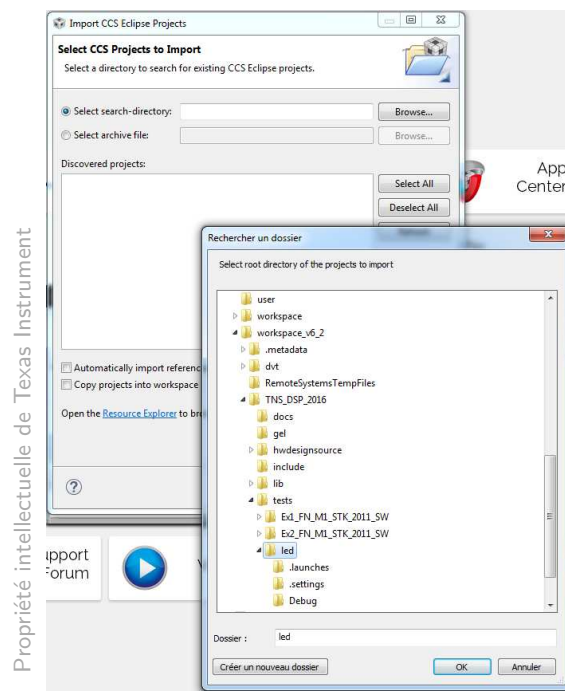 Import CCS Eclipse Projects
Select CCS Projects to Import
Select a directory to search for existing CCS Eclipse projects.
Select search-directory:
Browse...
Select archive file:
Browse...
Discovered projects:
Select All
Deselect All
App
Center
Rechercher un dossier
Select root directory of the projects to import
user
workspace
workspace_v6_2
.metadata
dvt
RemoteSystemsTempFiles
TNS_DSP_2016
docs
gel
hwdesignsource
include
lib
tests
Ex1_FN_M1_STK_2011_SW
Ex2_FN_M1_STK_2011_SW
led
.launches
.settings
Debug
Dossier :
led
Créer un nouveau dossier
OK
Annuler
Automatically import referenc
Copy projects into workspace
Open the Resource Explorer to bro
upport
Forum
V
Propriété intellectuelle de Texas Instrument